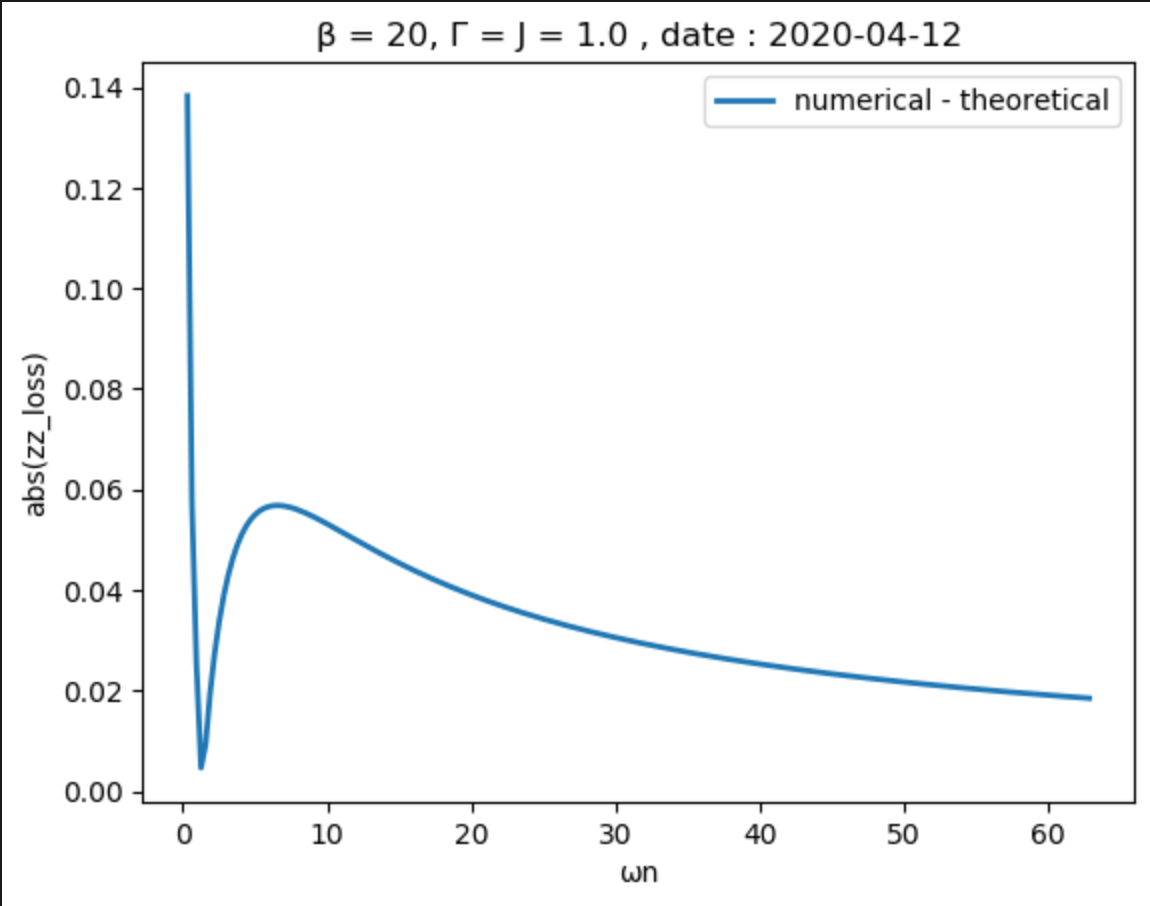 β = 20, Γ = J = 1.0 , date : 2020-04-12
numerical - theoretical
abs(zz_loss)
0.14
0.12
0.10
0.08
0.06
0.04
0.02
0.00
0 10 20 30 40 50 60
ωn